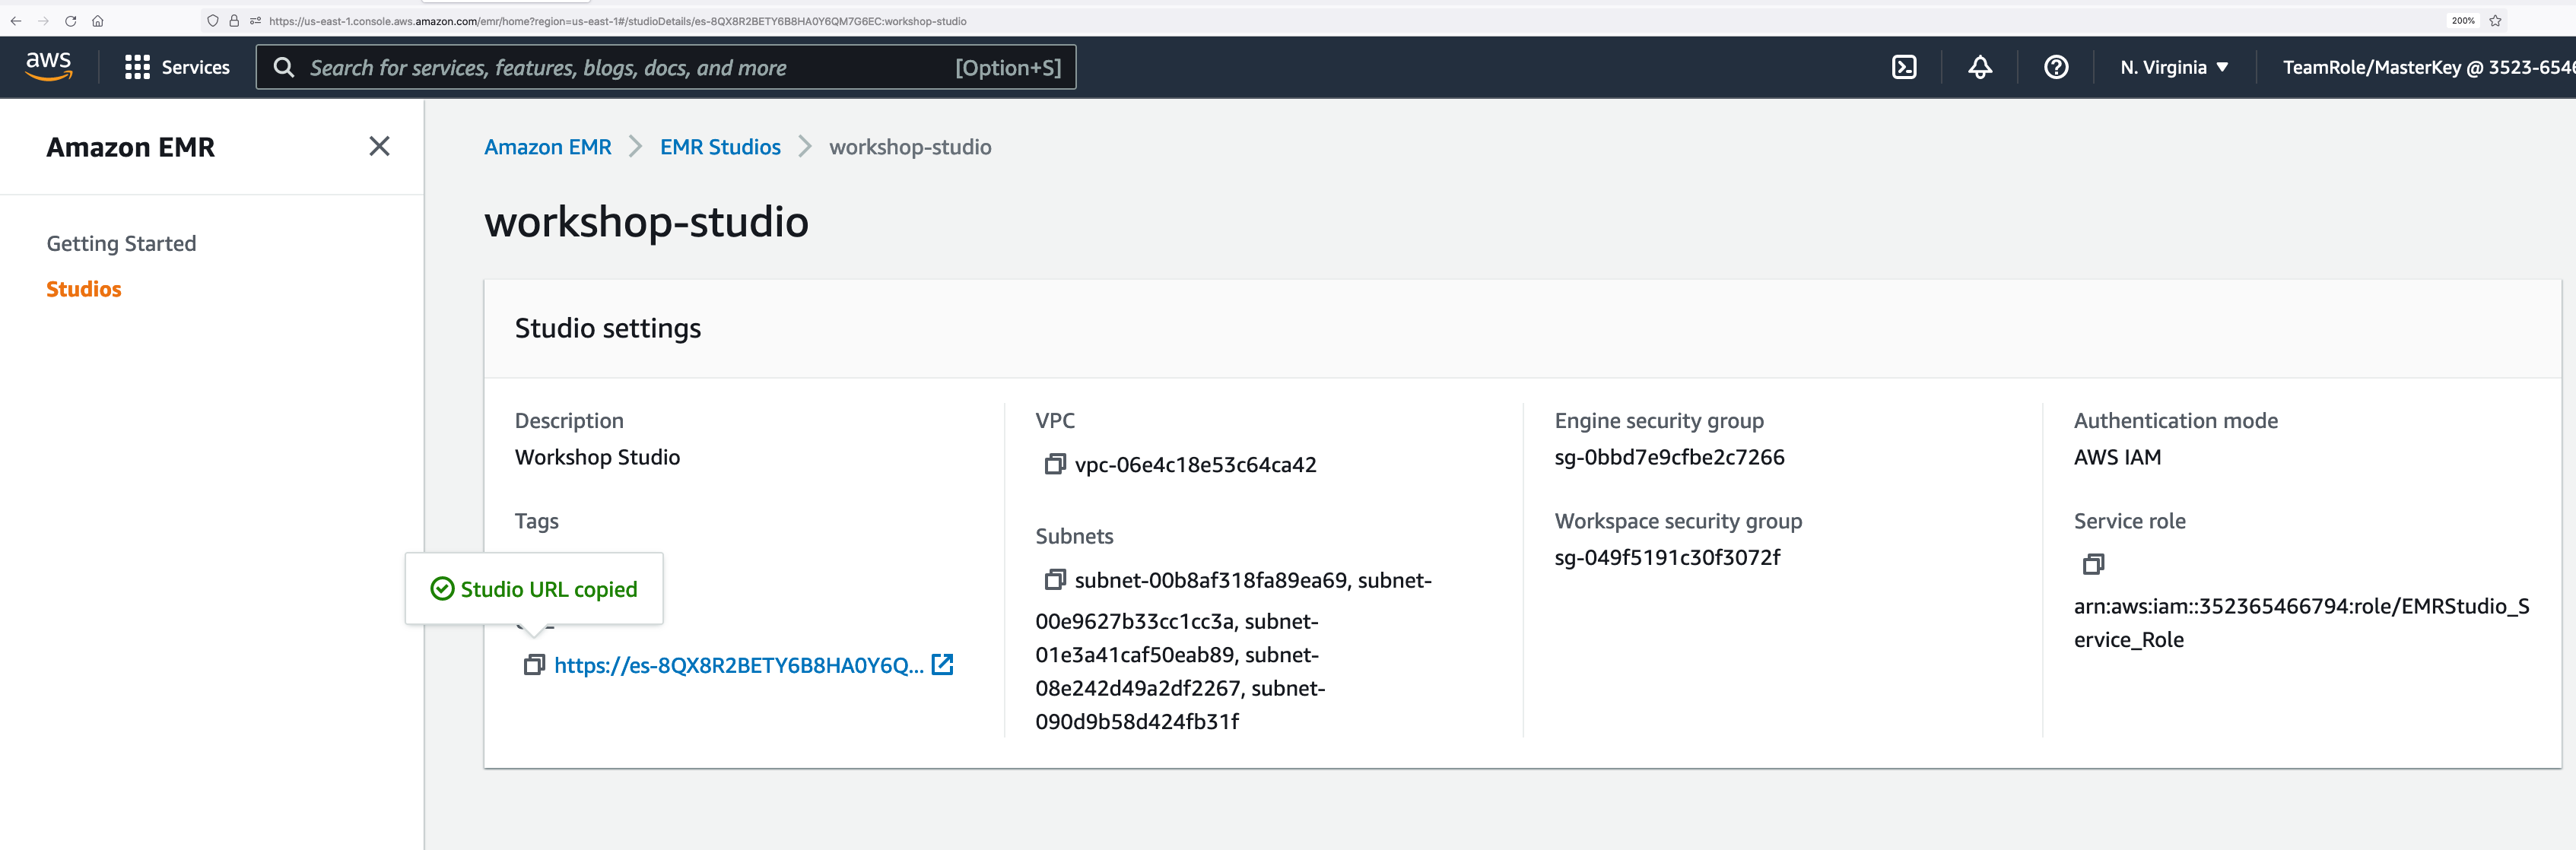 https://us-east-1.console.aws.amazon.com/emr/home?region=us-east-1#/studioDetails/es-8QX8R2BETY6B8HA0Y6QM7G6EC:workshop-studio
200%
aws
Services
Search for services, features, blogs, docs, and more
[Option+S]
N. Virginia
TeamRole/MasterKey @ 3523-6546
Amazon EMR
Getting Started
Studios
Amazon EMR
EMR Studios
workshop-studio
workshop-studio
Studio settings
Description
Workshop Studio
Tags
Studio URL copied
https://es-8QX8R2BETY6B8HA0Y6Q...
VPC
vpc-06e4c18e53c64ca42
Subnets
subnet-00b8af318fa89ea69, subnet-
00e9627b33cc1cc3a, subnet-
01e3a41caf50eab89, subnet-
08e242d49a2df2267, subnet-
090d9b58d424fb31f
Engine security group
sg-0bbd7e9cfbe2c7266
Workspace security group
sg-049f5191c30f3072f
Authentication mode
AWS IAM
Service role
arn:aws:iam::352365466794:role/EMRStudio_S
ervice_Role